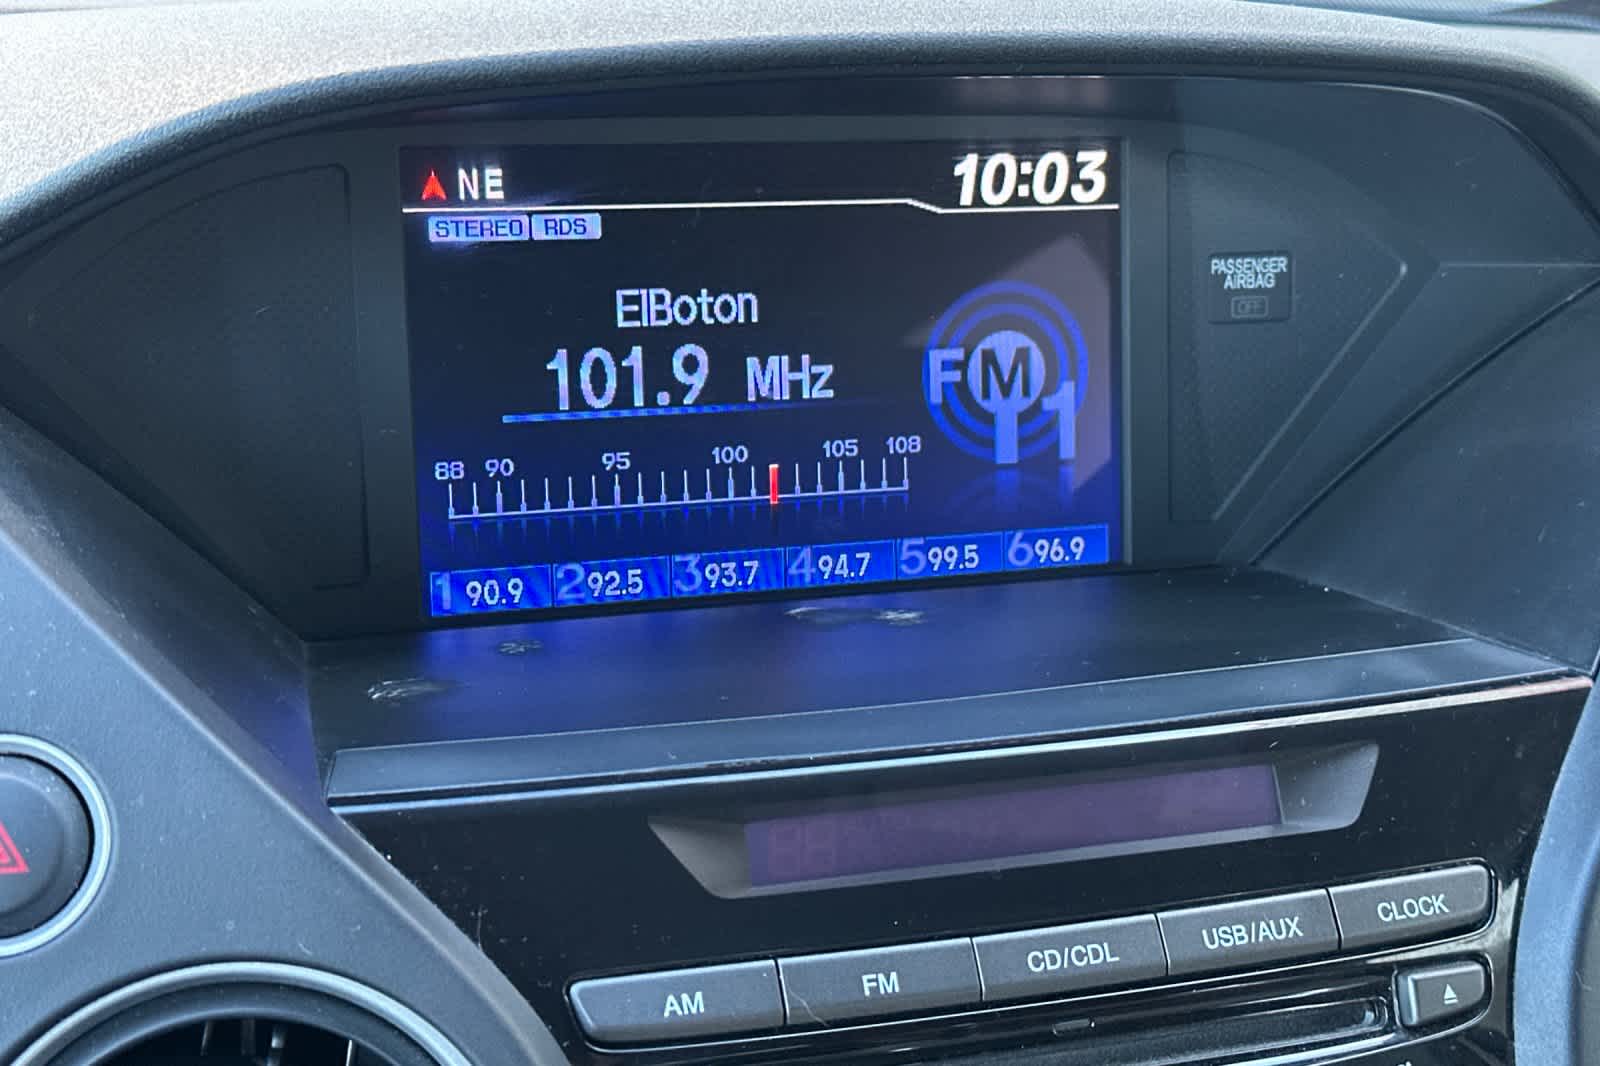 NE 10:03
STEREO RDS
ElBoton
101.9 MHz
FM 1
88 90 95 100 105 108
1 90.9 2 92.5 3 93.7 4 94.7 5 99.5 6 96.9
PASSENGER
AIRBAG
OFF
AM FM CD/CDL USB/AUX CLOCK